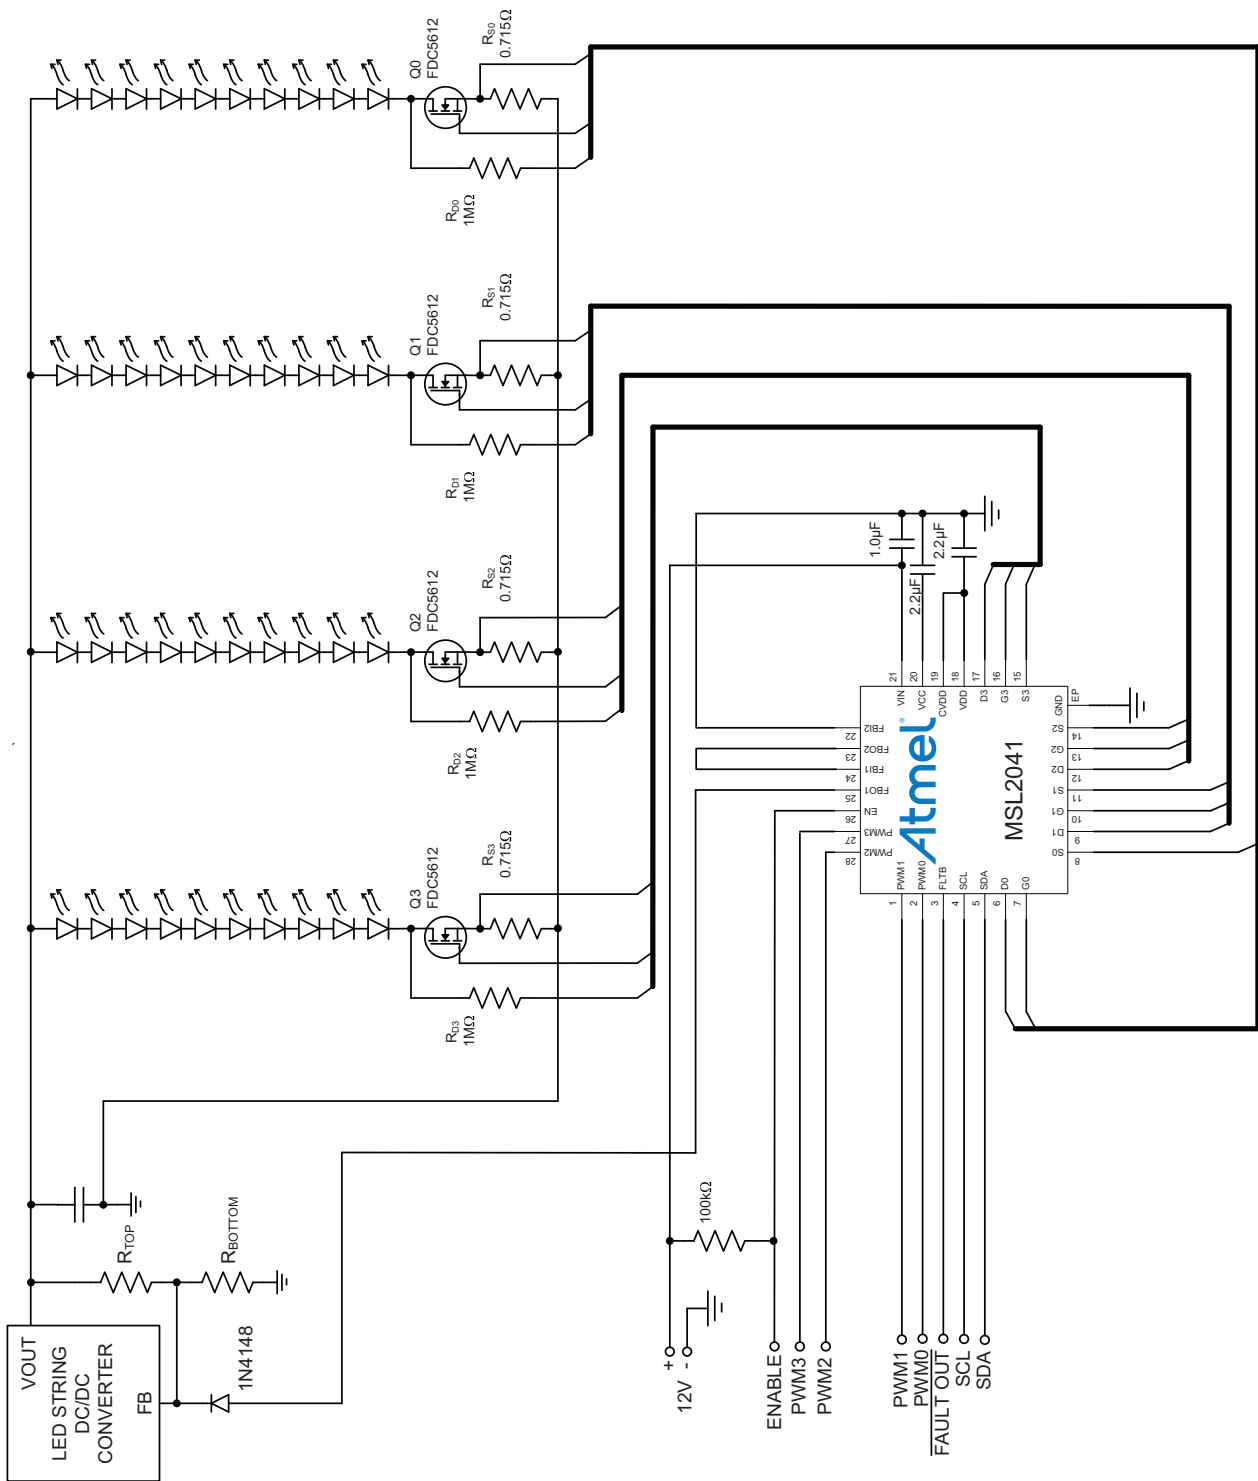 Q0
FDC5612
RS0
0.715Ω
RD0
1MΩ
Q1
FDC5612
RS1
0.715Ω
RD1
1MΩ
Q2
FDC5612
RS2
0.715Ω
RD2
1MΩ
Q3
FDC5612
RS3
0.715Ω
RD3
1MΩ
RTOP
RBOTTOM
VOUT
LED STRING
DC/DC
CONVERTER
FB
1N4148
100kΩ
1.0µF
2.2µF
2.2µF
12V
+
-
ENABLE
PWM3
PWM2
PWM1
PWM0
FAULT OUT
SCL
SDA
Atmel®
MSL2041
1 PWM1
2 PWM0
3 FLTB
4 SCL
5 SDA
6 D0
7 G0
8 S0
9 D1
10 G1
11 S1
12 D2
13 G2
14 S2
EP GND
15 S3
16 G3
17 D3
18 VDD
19 CVDD
20 VCC
21 VIN
22 FBI2
23 FBO2
24 FBI1
25 FBO1
26 EN
27 PWM3
28 PWM2